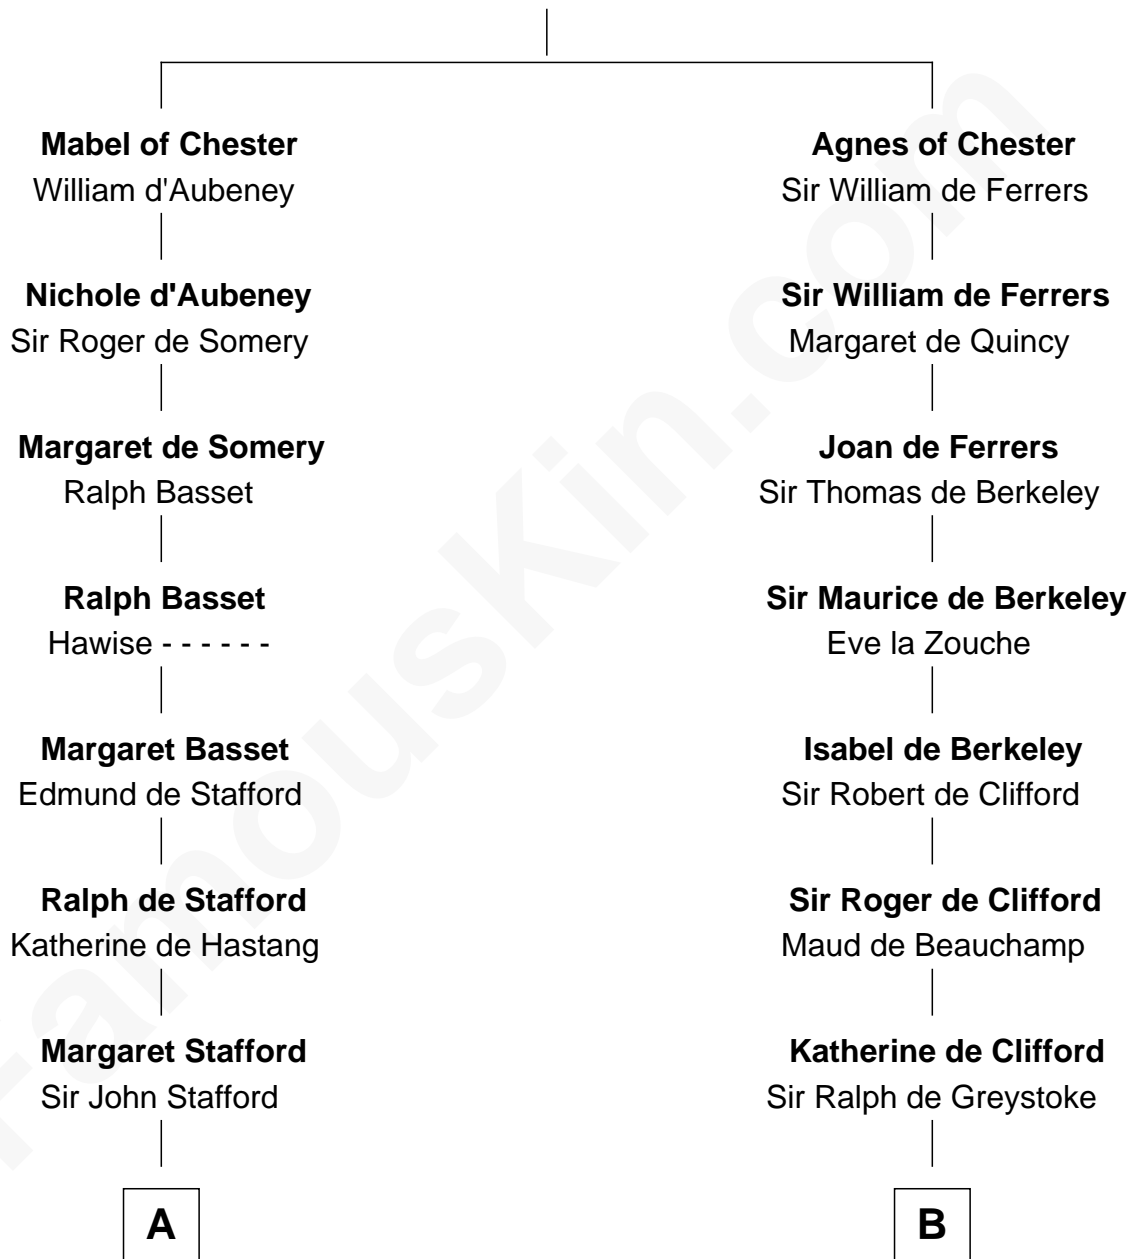 Mabel of Chester
William d'Aubeney
Nichole d'Aubeney
Sir Roger de Somery
Margaret de Somery
Ralph Basset
Ralph Basset
Hawise - - - - - -
Margaret Basset
Edmund de Stafford
Ralph de Stafford
Katherine de Hastang
Margaret Stafford
Sir John Stafford
A
Agnes of Chester
Sir William de Ferrers
Sir William de Ferrers
Margaret de Quincy
Joan de Ferrers
Sir Thomas de Berkeley
Sir Maurice de Berkeley
Eve la Zouche
Isabel de Berkeley
Sir Robert de Clifford
Sir Roger de Clifford
Maud de Beauchamp
Katherine de Clifford
Sir Ralph de Greystoke
B
FamousKin.com